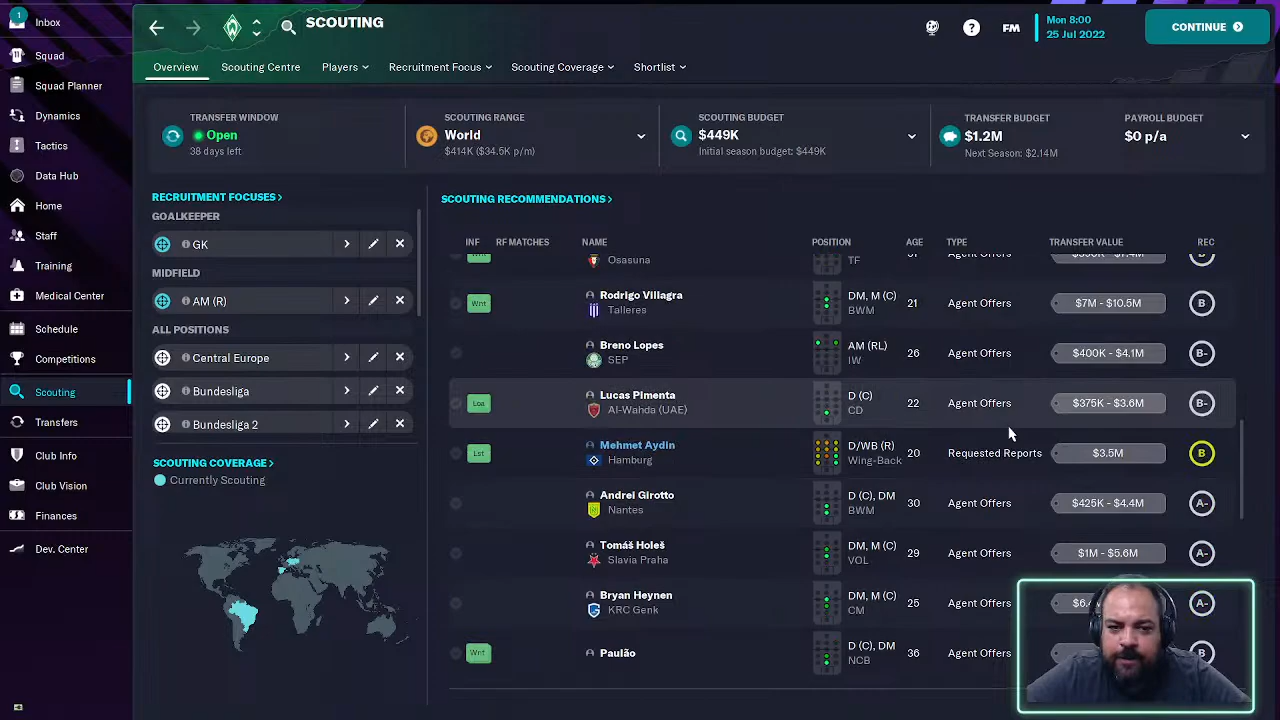 1
Inbox
Squad
Squad Planner
Dynamics
Tactics
Data Hub
Home
Staff
Training
Medical Center
Schedule
Competitions
Scouting
Transfers
Club Info
Club Vision
Finances
Dev. Center
SCOUTING
FM
Mon 8:00
25 Jul 2022
CONTINUE
Overview
Scouting Centre
Players
Recruitment Focus
Scouting Coverage
Shortlist
TRANSFER WINDOW
Open
38 days left
SCOUTING RANGE
World
$414K ($34.5K p/m)
SCOUTING BUDGET
$449K
Initial season budget: $449K
TRANSFER BUDGET
$1.2M
Next Season: $2.14M
PAYROLL BUDGET
$0 p/a
RECRUITMENT FOCUSES >
GOALKEEPER
GK
MIDFIELD
AM (R)
ALL POSITIONS
Central Europe
Bundesliga
Bundesliga 2
SCOUTING COVERAGE >
Currently Scouting
SCOUTING RECOMMENDATIONS >
INF RF MATCHES NAME POSITION AGE TYPE TRANSFER VALUE REC
Osasuna TF Agent Offers
Wnt Rodrigo Villagra DM, M (C) 21 Agent Offers $7M - $10.5M B
Talleres BWM
Breno Lopes AM (RL) 26 Agent Offers $400K - $4.1M B-
SEP IW
Loa Lucas Pimenta D (C) 22 Agent Offers $375K - $3.6M B-
Al-Wahda (UAE) CD
Lst Mehmet Aydin D/WB (R) 20 Requested Reports $3.5M B
Hamburg Wing-Back
Andrei Girotto D (C), DM 30 Agent Offers $425K - $4.4M A-
Nantes BWM
Tomáš Holeš DM, M (C) 29 Agent Offers $1M - $5.6M A-
Slavia Praha VOL
Bryan Heynen DM, M (C) 25 Agent Offers A-
KRC Genk CM
Wnt Paulão D (C), DM 36 Agent Offers B
NCB